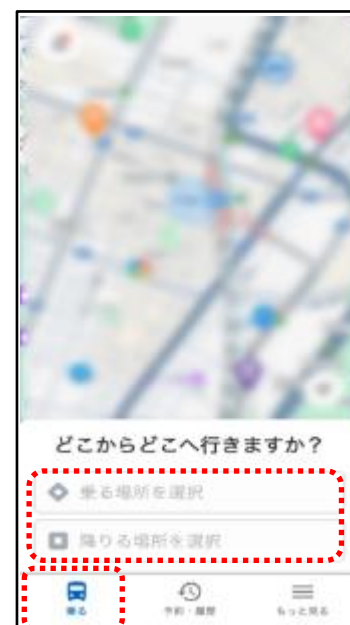 どこからどこへ行きますか？
乗る場所を選択
降りる場所を選択
乗る
予約・履歴
もっと見る